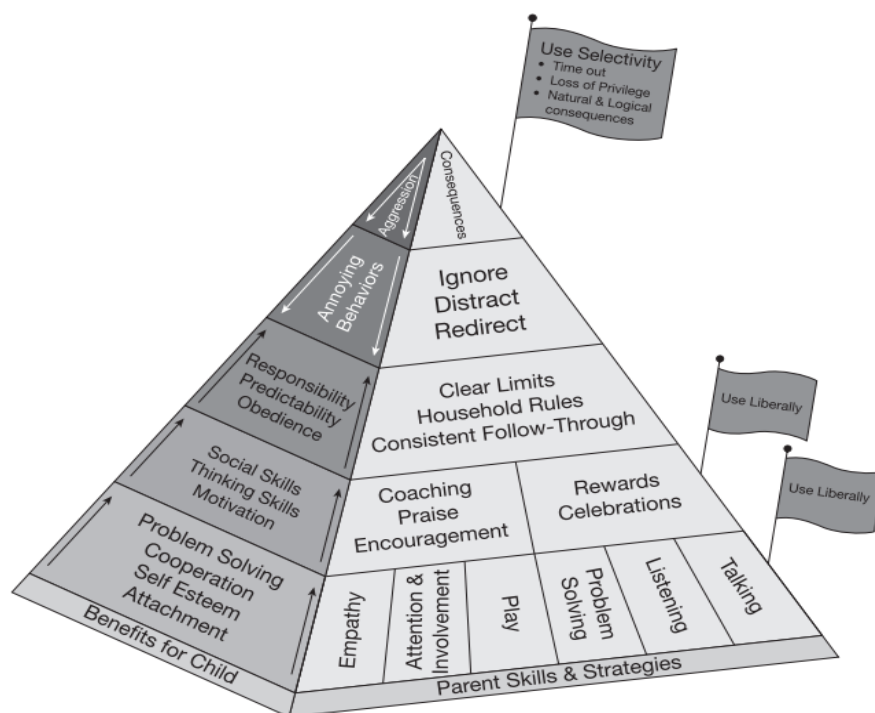 Use Selectivity
• Time out
• Loss of Privilege
• Natural & Logical
consequences
Aggression
Consequences
Annoying
Behaviors
Ignore
Distract
Redirect
Responsibility
Predictability
Obedience
Clear Limits
Household Rules
Consistent Follow-Through
Use Liberally
Social Skills
Thinking Skills
Motivation
Coaching
Praise
Encouragement
Rewards
Celebrations
Use Liberally
Problem Solving
Cooperation
Self Esteem
Attachment
Empathy
Attention &
Involvement
Play
Problem
Solving
Listening
Talking
Benefits for Child
Parent Skills & Strategies